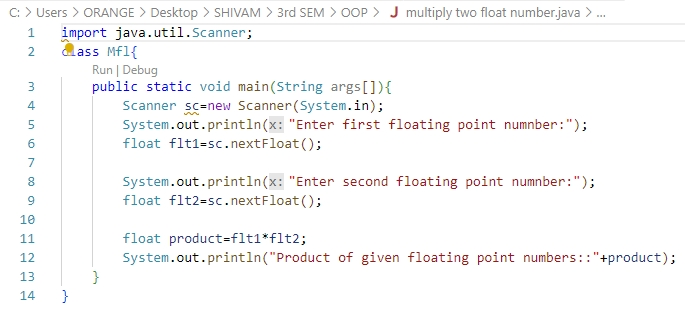 C: > Users > ORANGE > Desktop > SHIVAM > 3rd SEM > OOP > J multiply two float number.java > ...
1 import java.util.Scanner;
2 class Mfl{
Run | Debug
3 public static void main(String args[]){
4 Scanner sc=new Scanner(System.in);
5 System.out.println(x: "Enter first floating point numnber:");
6 float flt1=sc.nextFloat();
7
8 System.out.println(x: "Enter second floating point numnber:");
9 float flt2=sc.nextFloat();
10
11 float product=flt1*flt2;
12 System.out.println("Product of given floating point numbers::"+product);
13 }
14 }